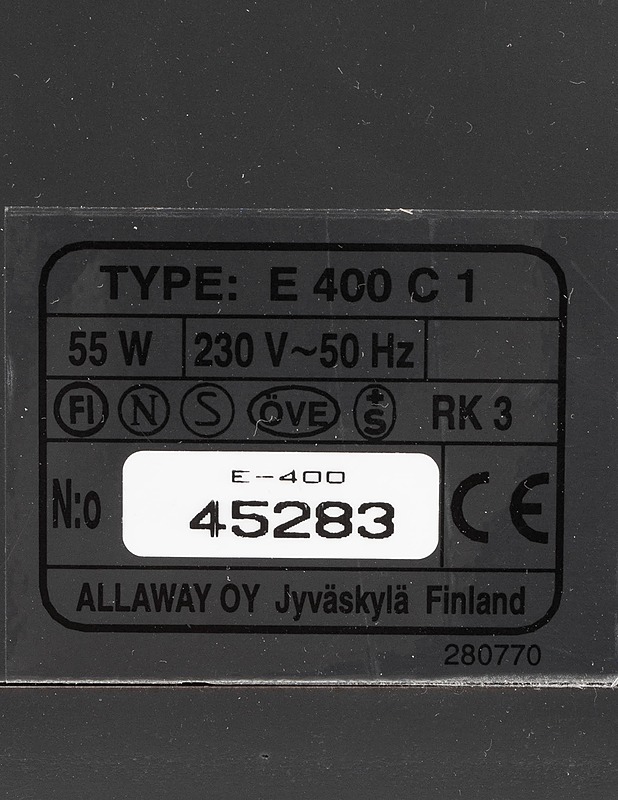 TYPE: E 400 C 1
55 W 230 V~50 Hz
FI N S ÖVE +S RK 3
E-400
N:o 45283 CE
ALLAWAY OY Jyväskylä Finland
280770